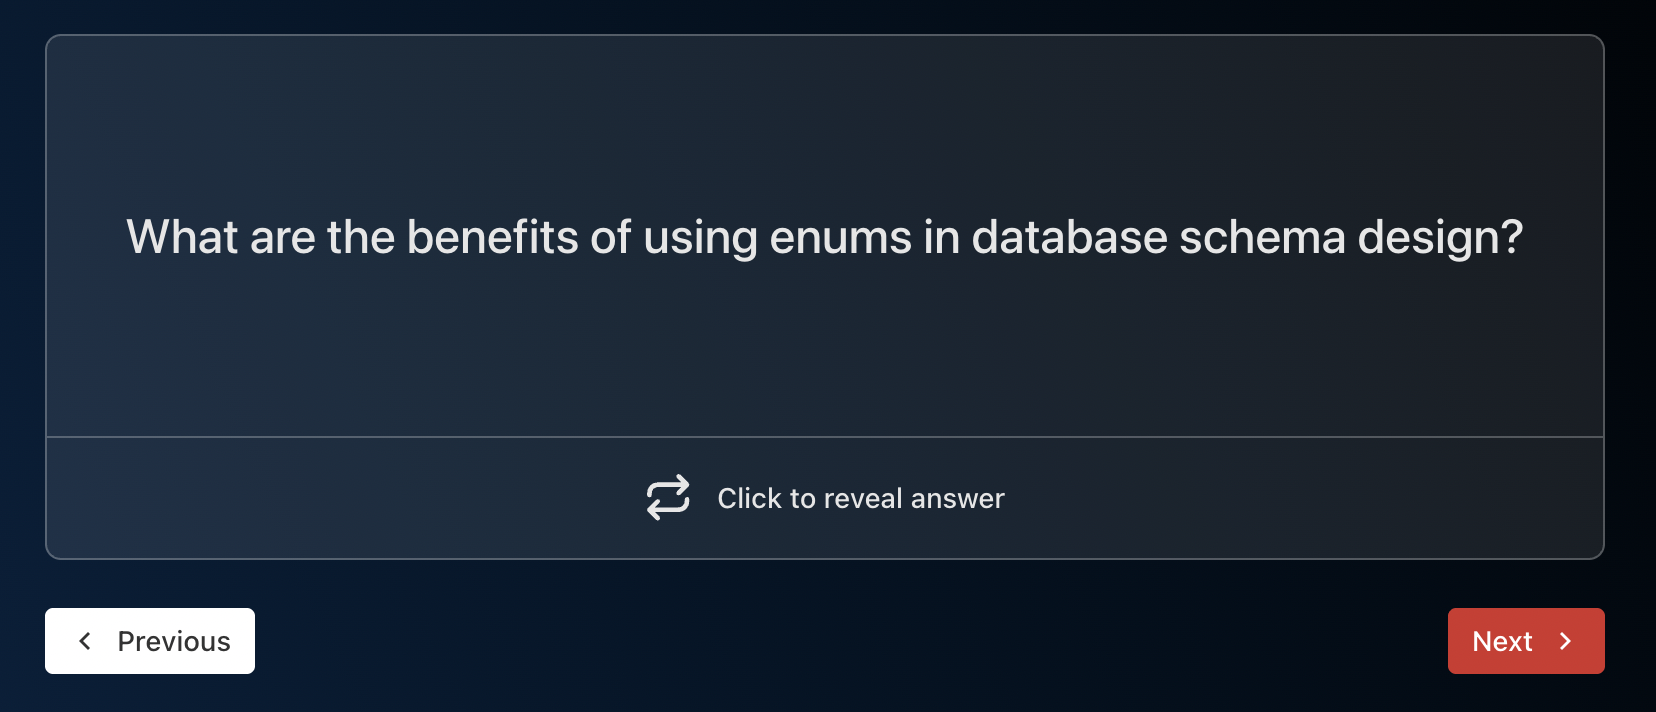 What are the benefits of using enums in database schema design?
Click to reveal answer
Previous
Next